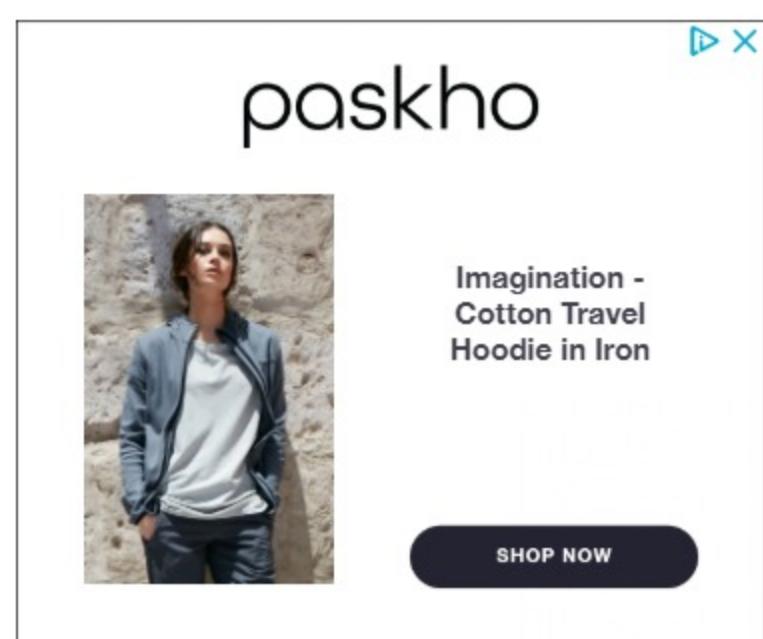 paskho
Imagination -
Cotton Travel
Hoodie in Iron
SHOP NOW